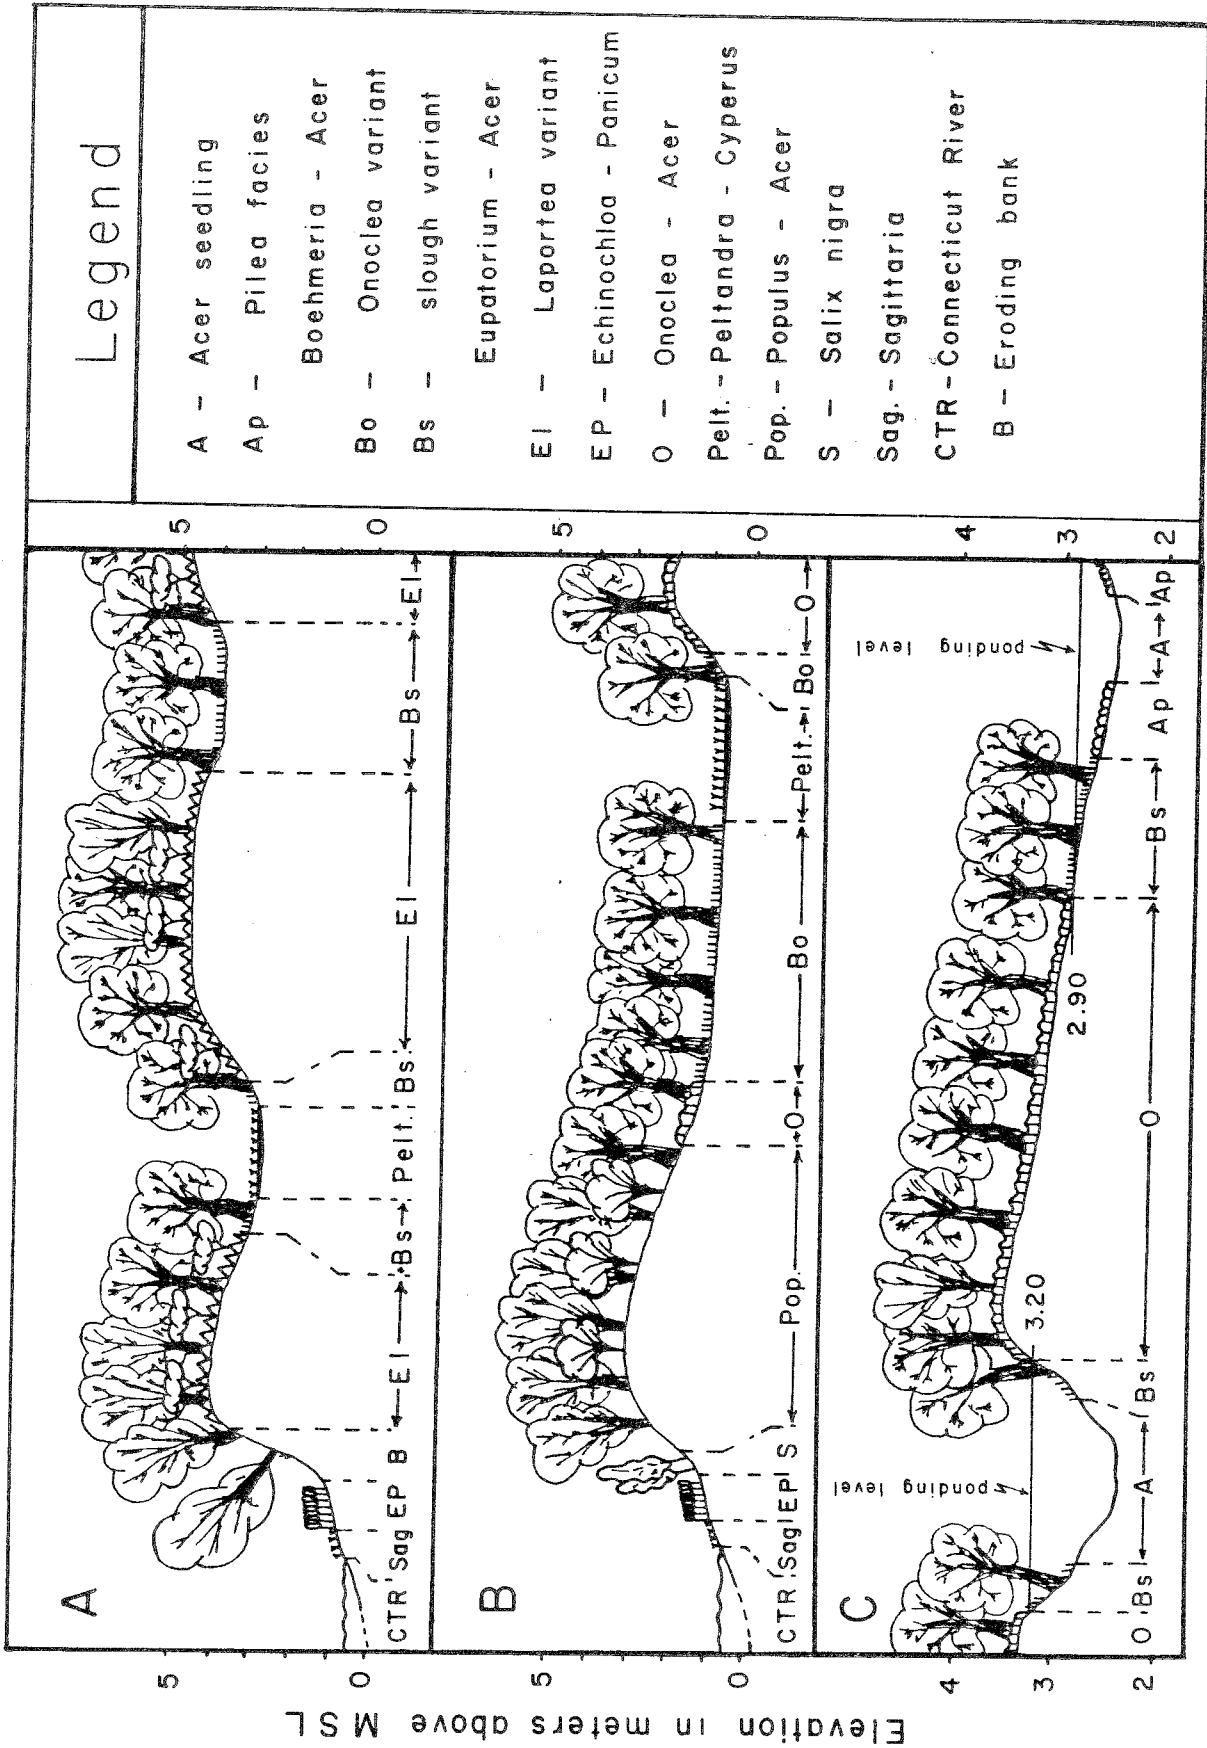 Legend
A – Acer seedling
Ap – Pilea facies
Boehmeria - Acer
Bo – Onoclea variant
Bs – slough variant
Eupatorium - Acer
El – Laportea variant
EP – Echinochloa - Panicum
O – Onoclea - Acer
Pelt. - Peltandra - Cyperus
Pop. - Populus - Acer
S – Salix nigra
Sag. - Sagittaria
CTR - Connecticut River
B - Eroding bank
Elevation in meters above MSL
A
5
0
5
0
CTR Sag EP B El Bs Pelt. Bs El Bs El
B
5
0
5
0
CTR Sag EP S Pop. O Bo Pelt. Bo O
C
4
3
2
4
3
2
ponding level
3.20
2.90
ponding level
O Bs A Bs O Bs Ap A Ap